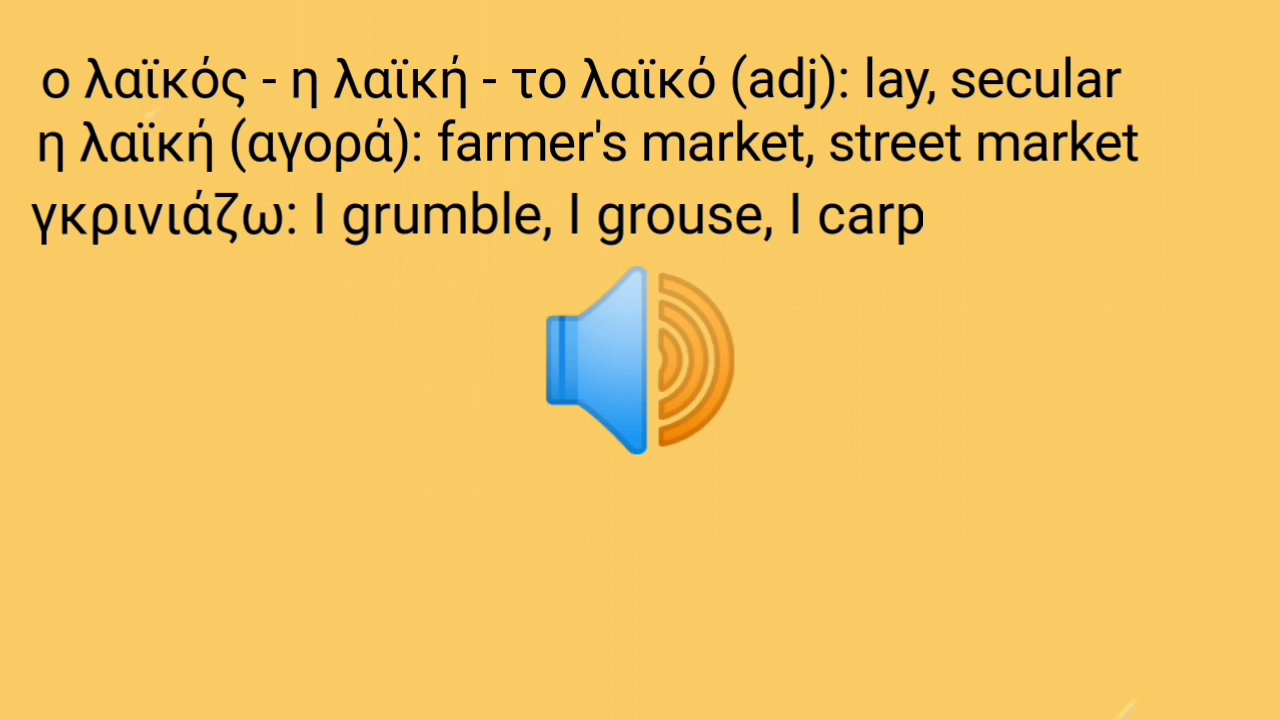 ο λαϊκός - η λαϊκή - το λαϊκό (adj): lay, secular
η λαϊκή (αγορά): farmer's market, street market
γκρινιάζω: I grumble, I grouse, I carp